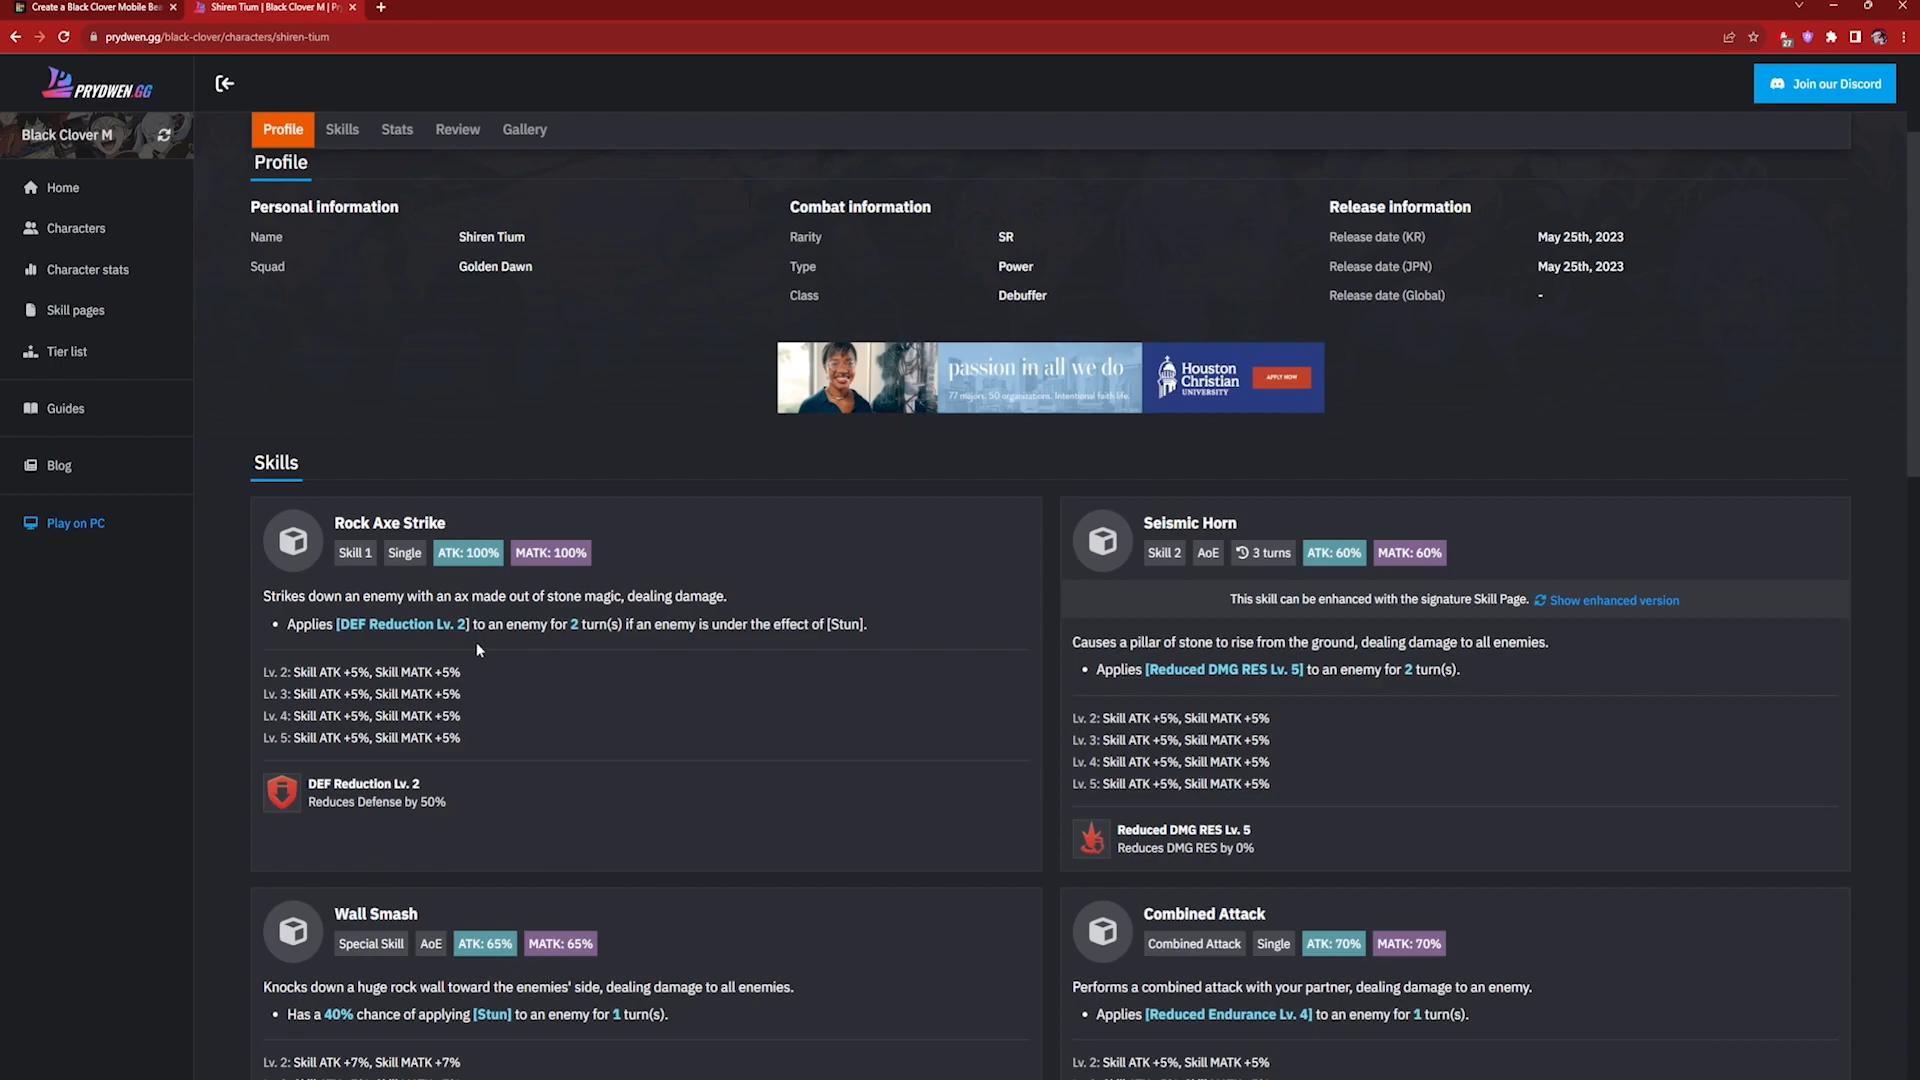 Create a Black Clover Mobile Be
Shiren Tium | Black Clover M | Pr
prydwen.gg/black-clover/characters/shiren-tium
27
PRYDWEN.GG
Join our Discord
Black Clover M
Profile
Skills
Stats
Review
Gallery
Home
Characters
Character stats
Skill pages
Tier list
Guides
Blog
Play on PC
Profile
Personal information
Name Shiren Tium
Squad Golden Dawn
Combat information
Rarity SR
Type Power
Class Debuffer
Release information
Release date (KR) May 25th, 2023
Release date (JPN) May 25th, 2023
Release date (Global) -
passion in all we do
77 majors. 50 organizations. Intentional faith life.
Houston
Christian
UNIVERSITY
APPLY NOW
Skills
Rock Axe Strike
Skill 1 Single ATK: 100% MATK: 100%
Strikes down an enemy with an ax made out of stone magic, dealing damage.
• Applies [DEF Reduction Lv. 2] to an enemy for 2 turn(s) if an enemy is under the effect of [Stun].
Lv. 2: Skill ATK +5%, Skill MATK +5%
Lv. 3: Skill ATK +5%, Skill MATK +5%
Lv. 4: Skill ATK +5%, Skill MATK +5%
Lv. 5: Skill ATK +5%, Skill MATK +5%
DEF Reduction Lv. 2
Reduces Defense by 50%
Seismic Horn
Skill 2 AoE 3 turns ATK: 60% MATK: 60%
This skill can be enhanced with the signature Skill Page. Show enhanced version
Causes a pillar of stone to rise from the ground, dealing damage to all enemies.
• Applies [Reduced DMG RES Lv. 5] to an enemy for 2 turn(s).
Lv. 2: Skill ATK +5%, Skill MATK +5%
Lv. 3: Skill ATK +5%, Skill MATK +5%
Lv. 4: Skill ATK +5%, Skill MATK +5%
Lv. 5: Skill ATK +5%, Skill MATK +5%
Reduced DMG RES Lv. 5
Reduces DMG RES by 0%
Wall Smash
Special Skill AoE ATK: 65% MATK: 65%
Knocks down a huge rock wall toward the enemies' side, dealing damage to all enemies.
• Has a 40% chance of applying [Stun] to an enemy for 1 turn(s).
Lv. 2: Skill ATK +7%, Skill MATK +7%
Combined Attack
Combined Attack Single ATK: 70% MATK: 70%
Performs a combined attack with your partner, dealing damage to an enemy.
• Applies [Reduced Endurance Lv. 4] to an enemy for 1 turn(s).
Lv. 2: Skill ATK +5%, Skill MATK +5%